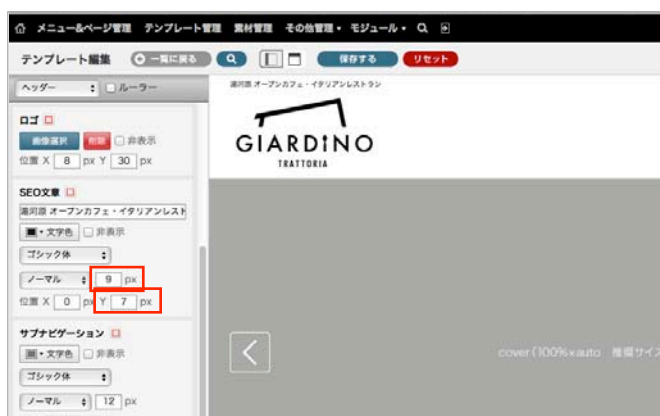 メニュー&ページ管理 テンプレート管理 素材管理 その他管理・ モジュール・
テンプレート編集 一覧に戻る 保存する リセット
ヘッダー ルーラー
湯河原 オープンカフェ・イタリアンレストラン
ロゴ
画像選択 削除 非表示
位置 X 8 px Y 30 px
GIARDINO
TRATTORIA
SEO文章
湯河原 オープンカフェ・イタリアンレスト
・文字色 非表示
ゴシック体
ノーマル 9 px
位置 X 0 px Y 7 px
サブナビゲーション
・文字色 非表示
ゴシック体
ノーマル 12 px
cover(100%×auto 推奨サイズ